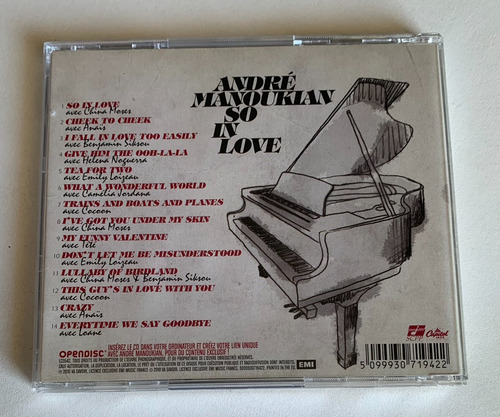 ANDRÉ
MANOUKIAN
SO
IN
LOVE
1 SO IN LOVE
avec China Moses
2 CHEEK TO CHEEK
avec Anaïs
3 I FALL IN LOVE TOO EASILY
avec Benjamin Siksou
4 GIVE HIM THE OOH-LA-LA
avec Helena Noguerra
5 TEA FOR TWO
avec Emily Loizeau
6 WHAT A WONDERFUL WORLD
avec Camelia Jordana
7 TRAINS AND BOATS AND PLANES
avec Cocoon
8 I'VE GOT YOU UNDER MY SKIN
avec China Moses
9 MY FUNNY VALENTINE
avec Tété
10 DON'T LET ME BE MISUNDERSTOOD
avec Emily Loizeau
11 LULLABY OF BIRDLAND
avec China Moses & Benjamin Siksou
12 THIS GUY'S IN LOVE WITH YOU
avec Cocoon
13 CRAZY
avec Anaïs
14 EVERYTIME WE SAY GOODBYE
avec Loane
OPENDISC
INSÉREZ LE CD DANS VOTRE ORDINATEUR ET CRÉEZ VOTRE LIEN UNIQUE
AVEC ANDRÉ MANOUKIAN, POUR DU CONTENU EXCLUSIF !
EMI
Capitol
5 099930 719422